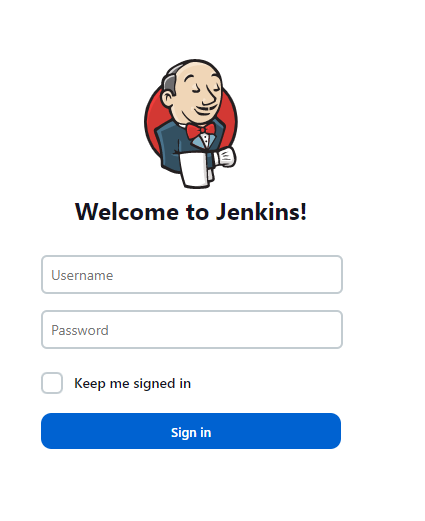 Welcome to Jenkins!
Username
Password
Keep me signed in
Sign in